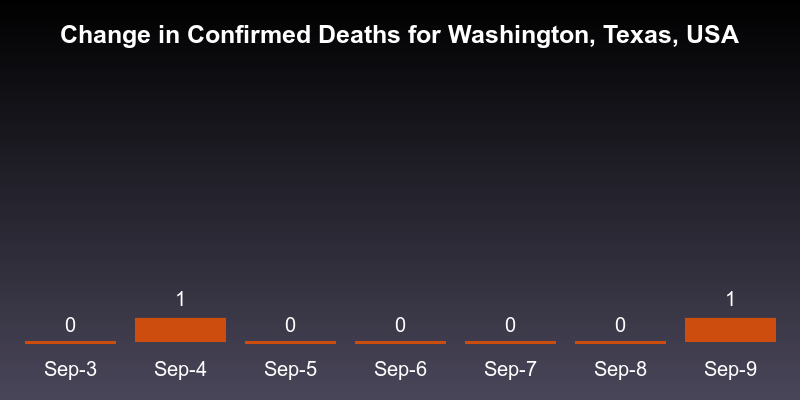 Change in Confirmed Deaths for Washington, Texas, USA
0 1 0 0 0 0 1
Sep-3 Sep-4 Sep-5 Sep-6 Sep-7 Sep-8 Sep-9